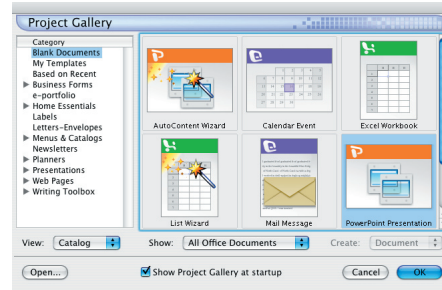 Project Gallery
Category
Blank Documents
My Templates
Based on Recent
Business Forms
e-portfolio
Home Essentials
Labels
Letters-Envelopes
Menus & Catalogs
Newsletters
Planners
Presentations
Web Pages
Writing Toolbox
AutoContent Wizard
Calendar Event
Excel Workbook
List Wizard
Mail Message
PowerPoint Presentation
View: Catalog
Show: All Office Documents
Create: Document
Open...
Show Project Gallery at startup
Cancel
OK